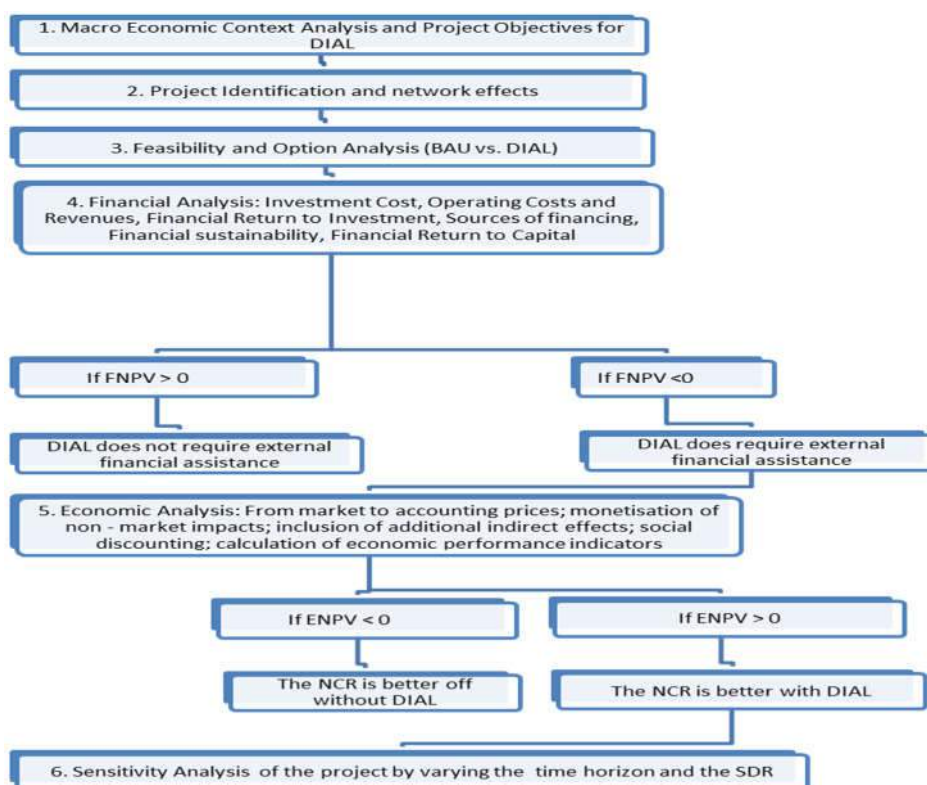 1. Macro Economic Context Analysis and Project Objectives for
DIAL
2. Project Identification and network effects
3. Feasibility and Option Analysis (BAU vs. DIAL)
4. Financial Analysis: Investment Cost, Operating Costs and
Revenues, Financial Return to Investment, Sources of financing,
Financial sustainability, Financial Return to Capital
If FNPV > 0
If FNPV <0
DIAL does not require external
financial assistance
DIAL does require external
financial assistance
5. Economic Analysis: From market to accounting prices; monetisation of
non - market impacts; inclusion of additional indirect effects; social
discounting; calculation of economic performance indicators
If ENPV < 0
If ENPV > 0
The NCR is better off
without DIAL
The NCR is better with DIAL
6. Sensitivity Analysis of the project by varying the time horizon and the SDR